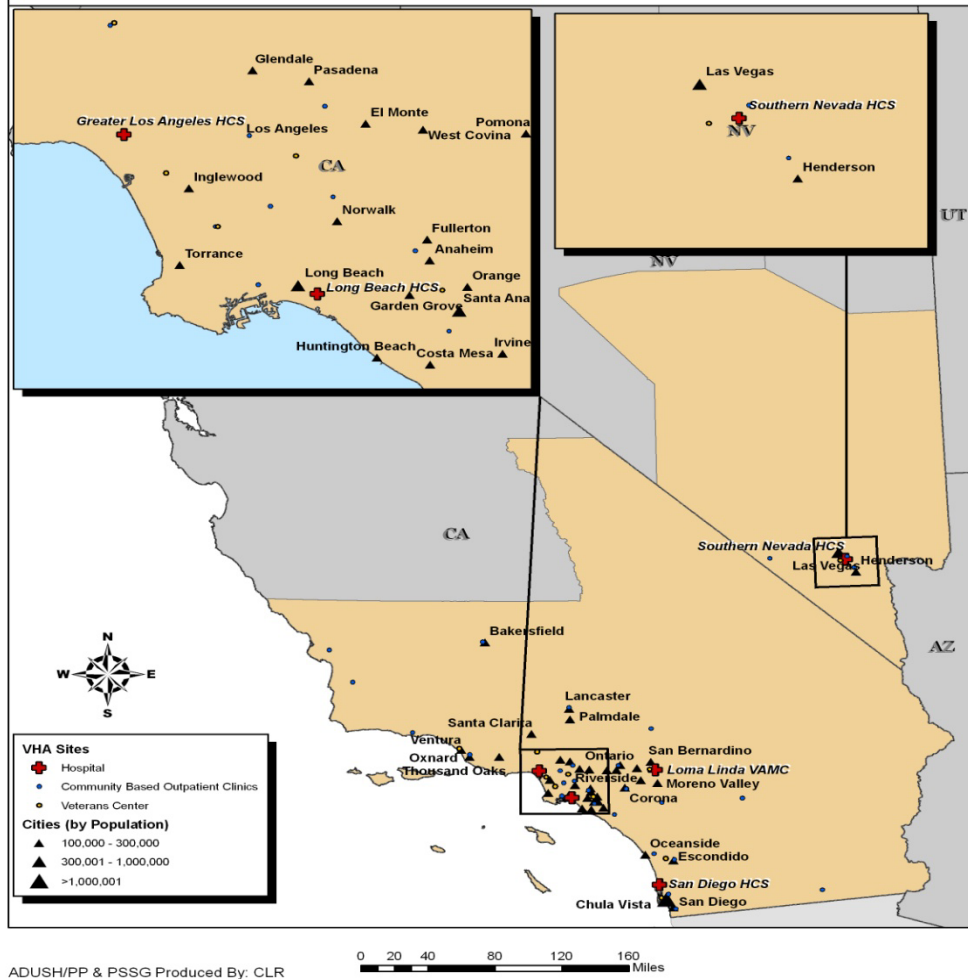 Glendale
Pasadena
El Monte
Pomona
West Covina
Greater Los Angeles HCS
Los Angeles
CA
Inglewood
Norwalk
Fullerton
Anaheim
Torrance
Long Beach
Orange
Long Beach HCS
Santa Ana
Garden Grove
Huntington Beach
Costa Mesa
Irvine
Las Vegas
Southern Nevada HCS
NV
Henderson
UT
NV
CA
Southern Nevada HCS
Henderson
Las Vegas
AZ
Bakersfield
Lancaster
Palmdale
Santa Clarita
Ventura
Oxnard
Thousand Oaks
Ontario
San Bernardino
Loma Linda VAMC
Riverside
Moreno Valley
Corona
Oceanside
Escondido
San Diego HCS
Chula Vista
San Diego
N
W E
S
VHA Sites
Hospital
Community Based Outpatient Clinics
Veterans Center
Cities (by Population)
100,000 - 300,000
300,001 - 1,000,000
>1,000,001
0 20 40 80 120 160
Miles
ADUSH/PP & PSSG Produced By: CLR